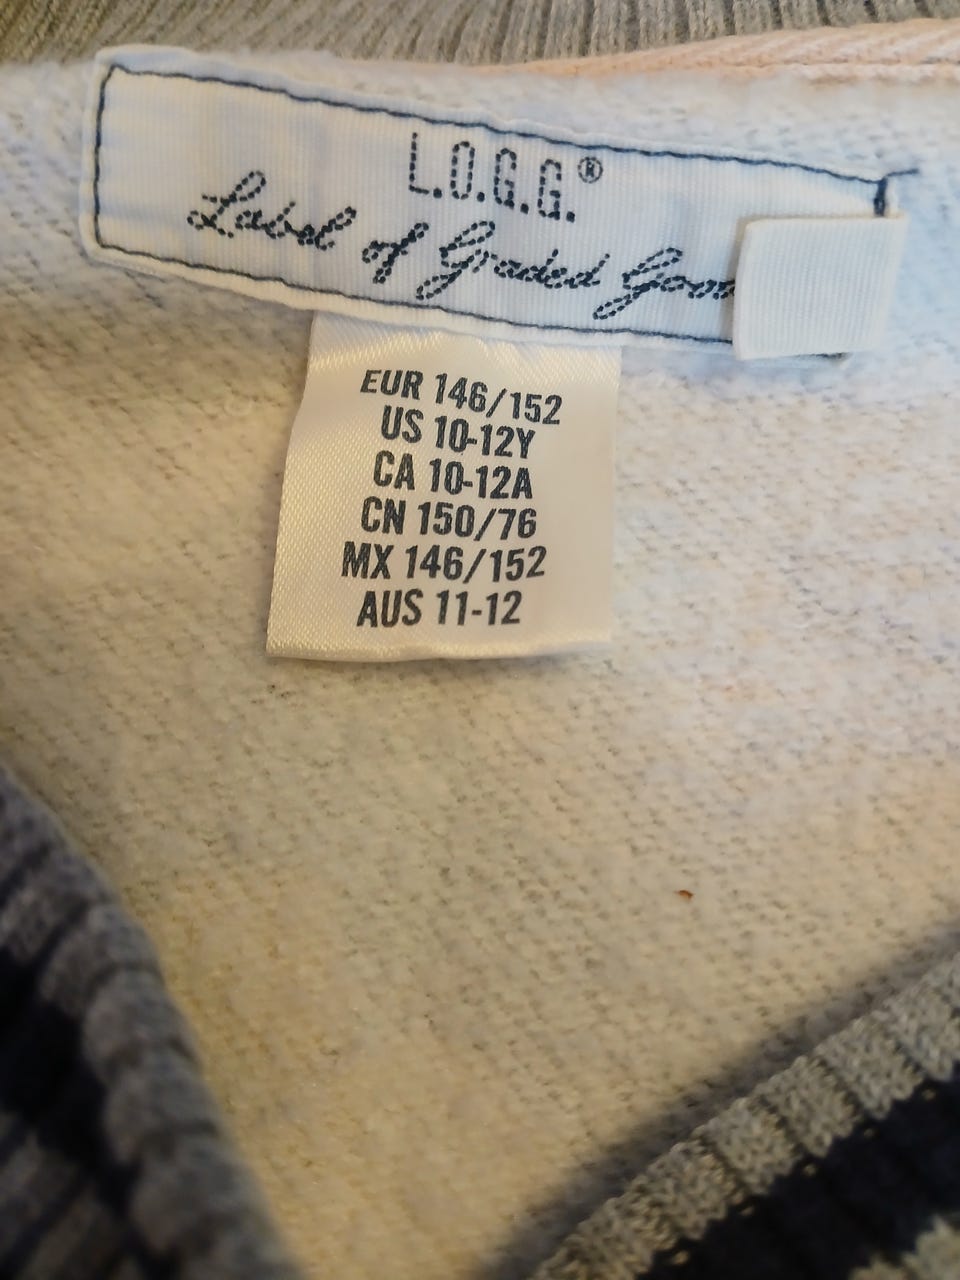 L.O.G.G.®
Label of Graded
EUR 146/152
US 10-12Y
CA 10-12A
CN 150/76
MX 146/152
AUS 11-12